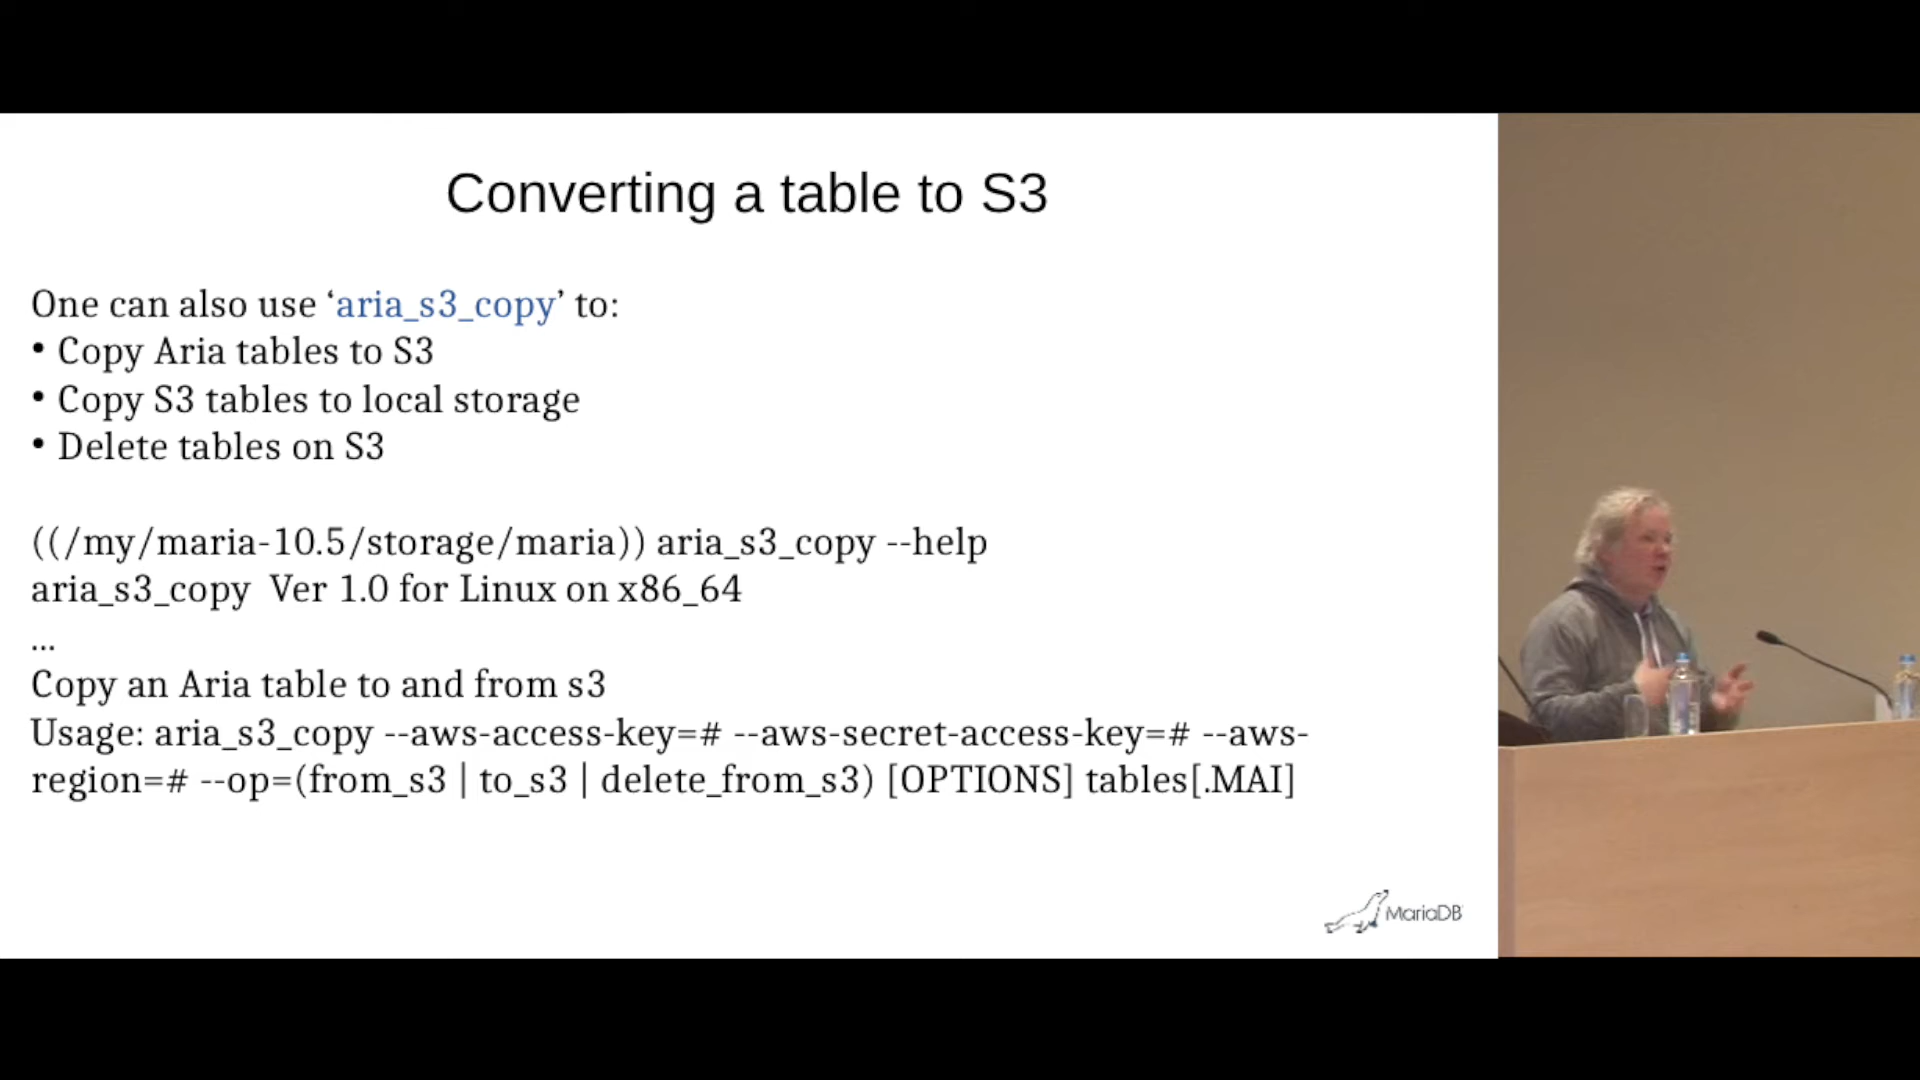 Converting a table to S3
One can also use ‘aria_s3_copy’ to:
• Copy Aria tables to S3
• Copy S3 tables to local storage
• Delete tables on S3
((/my/maria-10.5/storage/maria)) aria_s3_copy --help
aria_s3_copy  Ver 1.0 for Linux on x86_64
...
Copy an Aria table to and from s3
Usage: aria_s3_copy --aws-access-key=# --aws-secret-access-key=# --aws-
region=# --op=(from_s3 | to_s3 | delete_from_s3) [OPTIONS] tables[.MAI]
MariaDB